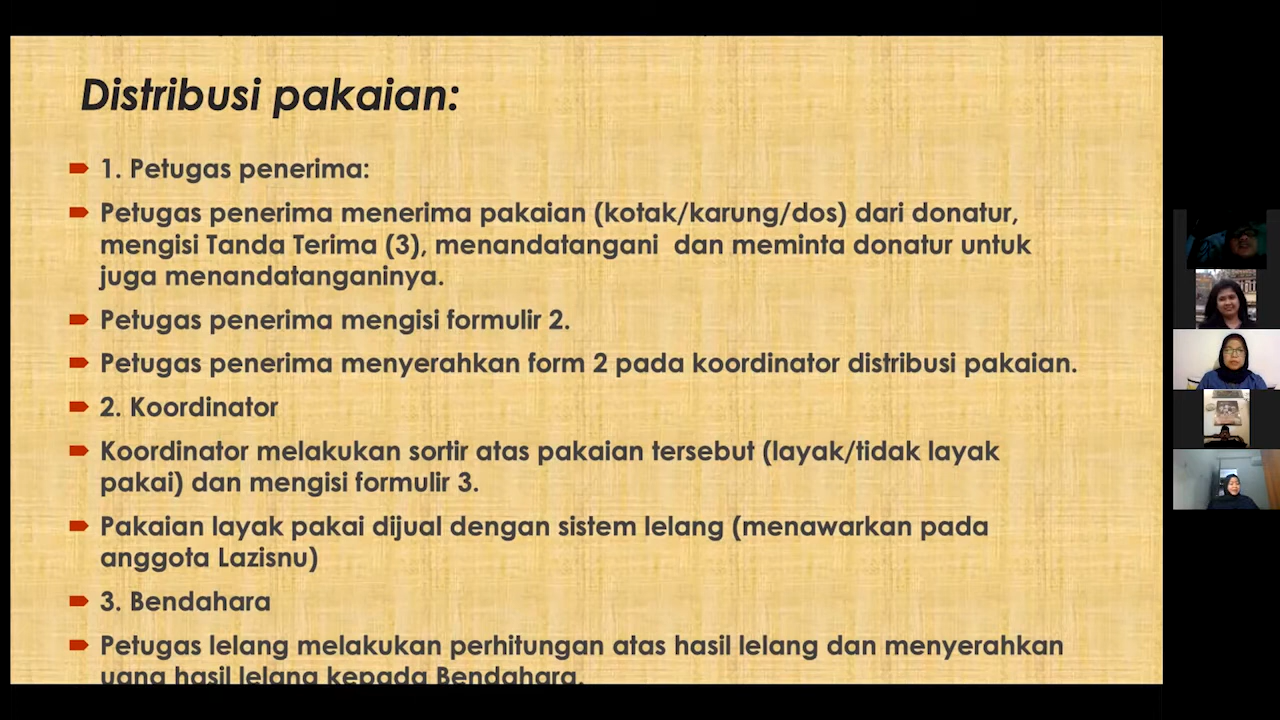 Distribusi pakaian:
1. Petugas penerima:
Petugas penerima menerima pakaian (kotak/karung/dos) dari donatur,
mengisi Tanda Terima (3), menandatangani dan meminta donatur untuk
juga menandatanganinya.
Petugas penerima mengisi formulir 2.
Petugas penerima menyerahkan form 2 pada koordinator distribusi pakaian.
2. Koordinator
Koordinator melakukan sortir atas pakaian tersebut (layak/tidak layak
pakai) dan mengisi formulir 3.
Pakaian layak pakai dijual dengan sistem lelang (menawarkan pada
anggota Lazisnu)
3. Bendahara
Petugas lelang melakukan perhitungan atas hasil lelang dan menyerahkan
uang hasil lelang kepada Bendahara.